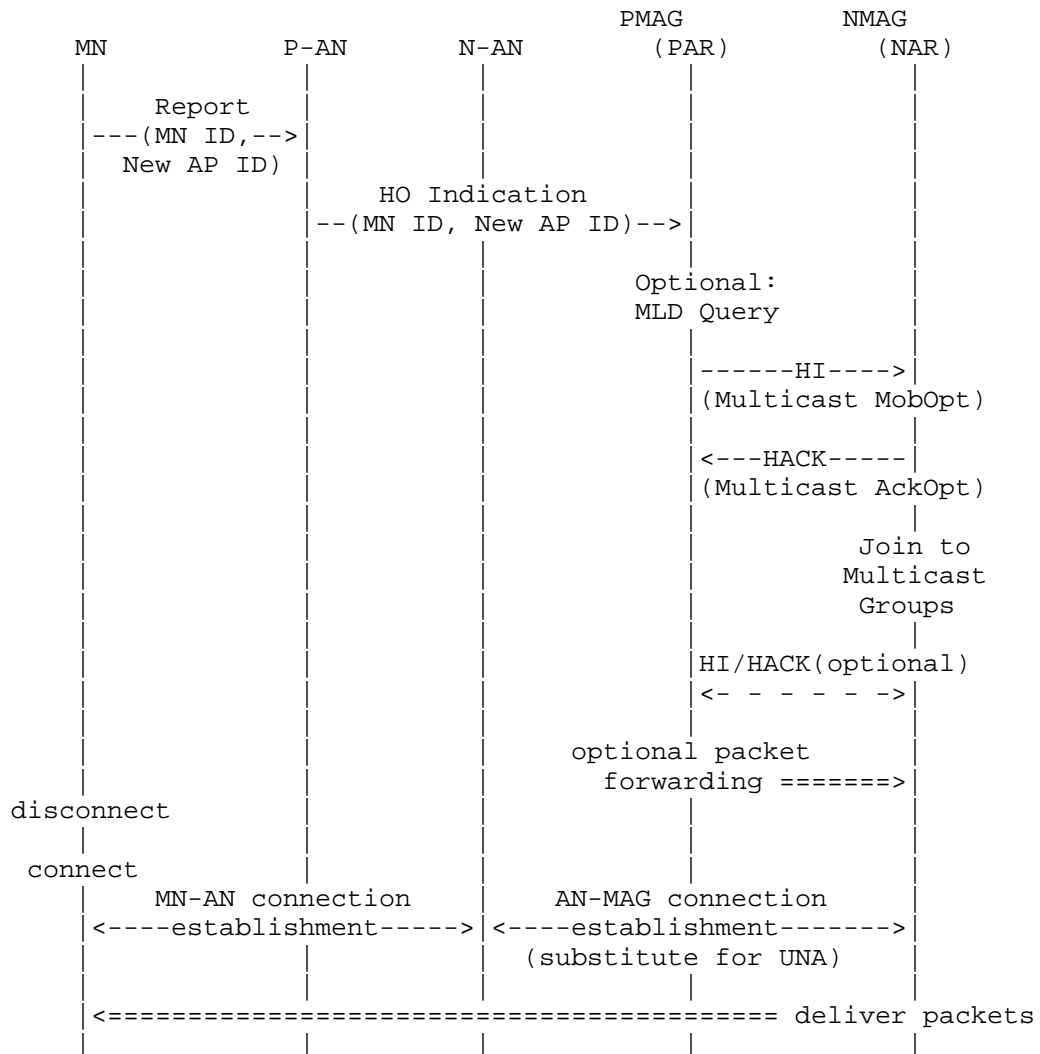 PMAG NMAG
MN P-AN N-AN (PAR) (NAR)
Report
---(MN ID,-->
New AP ID)
HO Indication
--(MN ID, New AP ID)-->
Optional:
MLD Query
------HI---->
(Multicast MobOpt)
<---HACK-----
(Multicast AckOpt)
Join to
Multicast
Groups
HI/HACK(optional)
<- - - - - ->
optional packet
forwarding =======>
disconnect
connect
MN-AN connection AN-MAG connection
<----establishment-----> <----establishment------->
(substitute for UNA)
<========================================== deliver packets